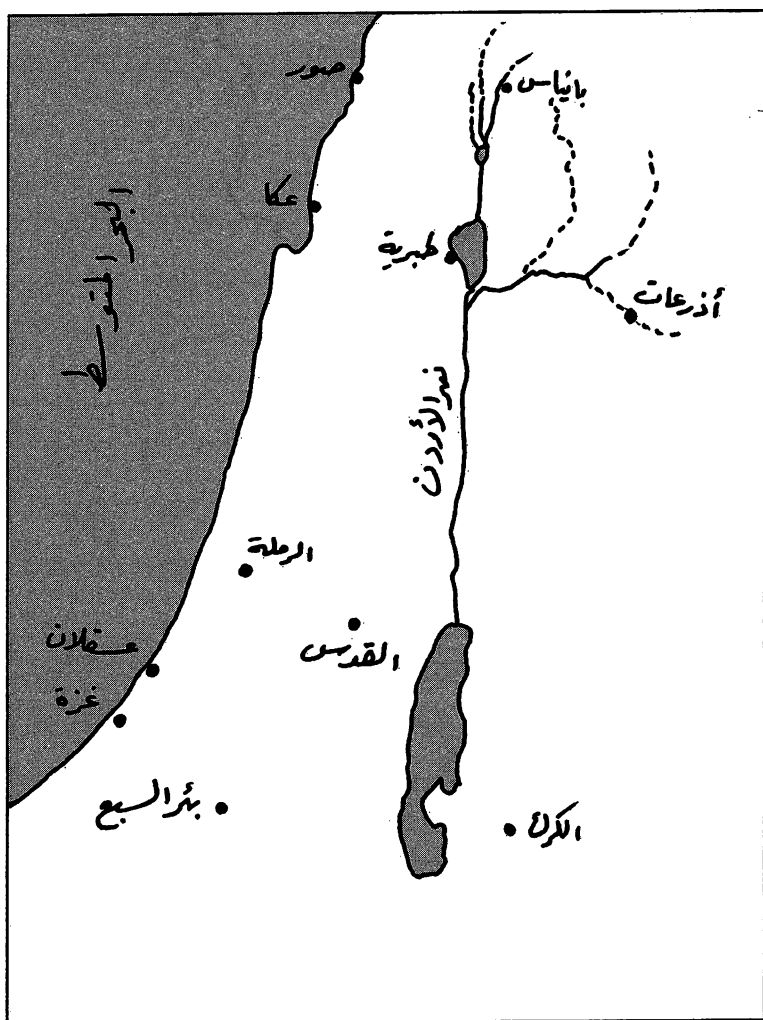 صور
بانياس
عكا
البحر المتوسط
طبرية
أذرعات
نهر الأردن
الرملة
القدس
عسقلان
غزة
بئر السبع
الكرك